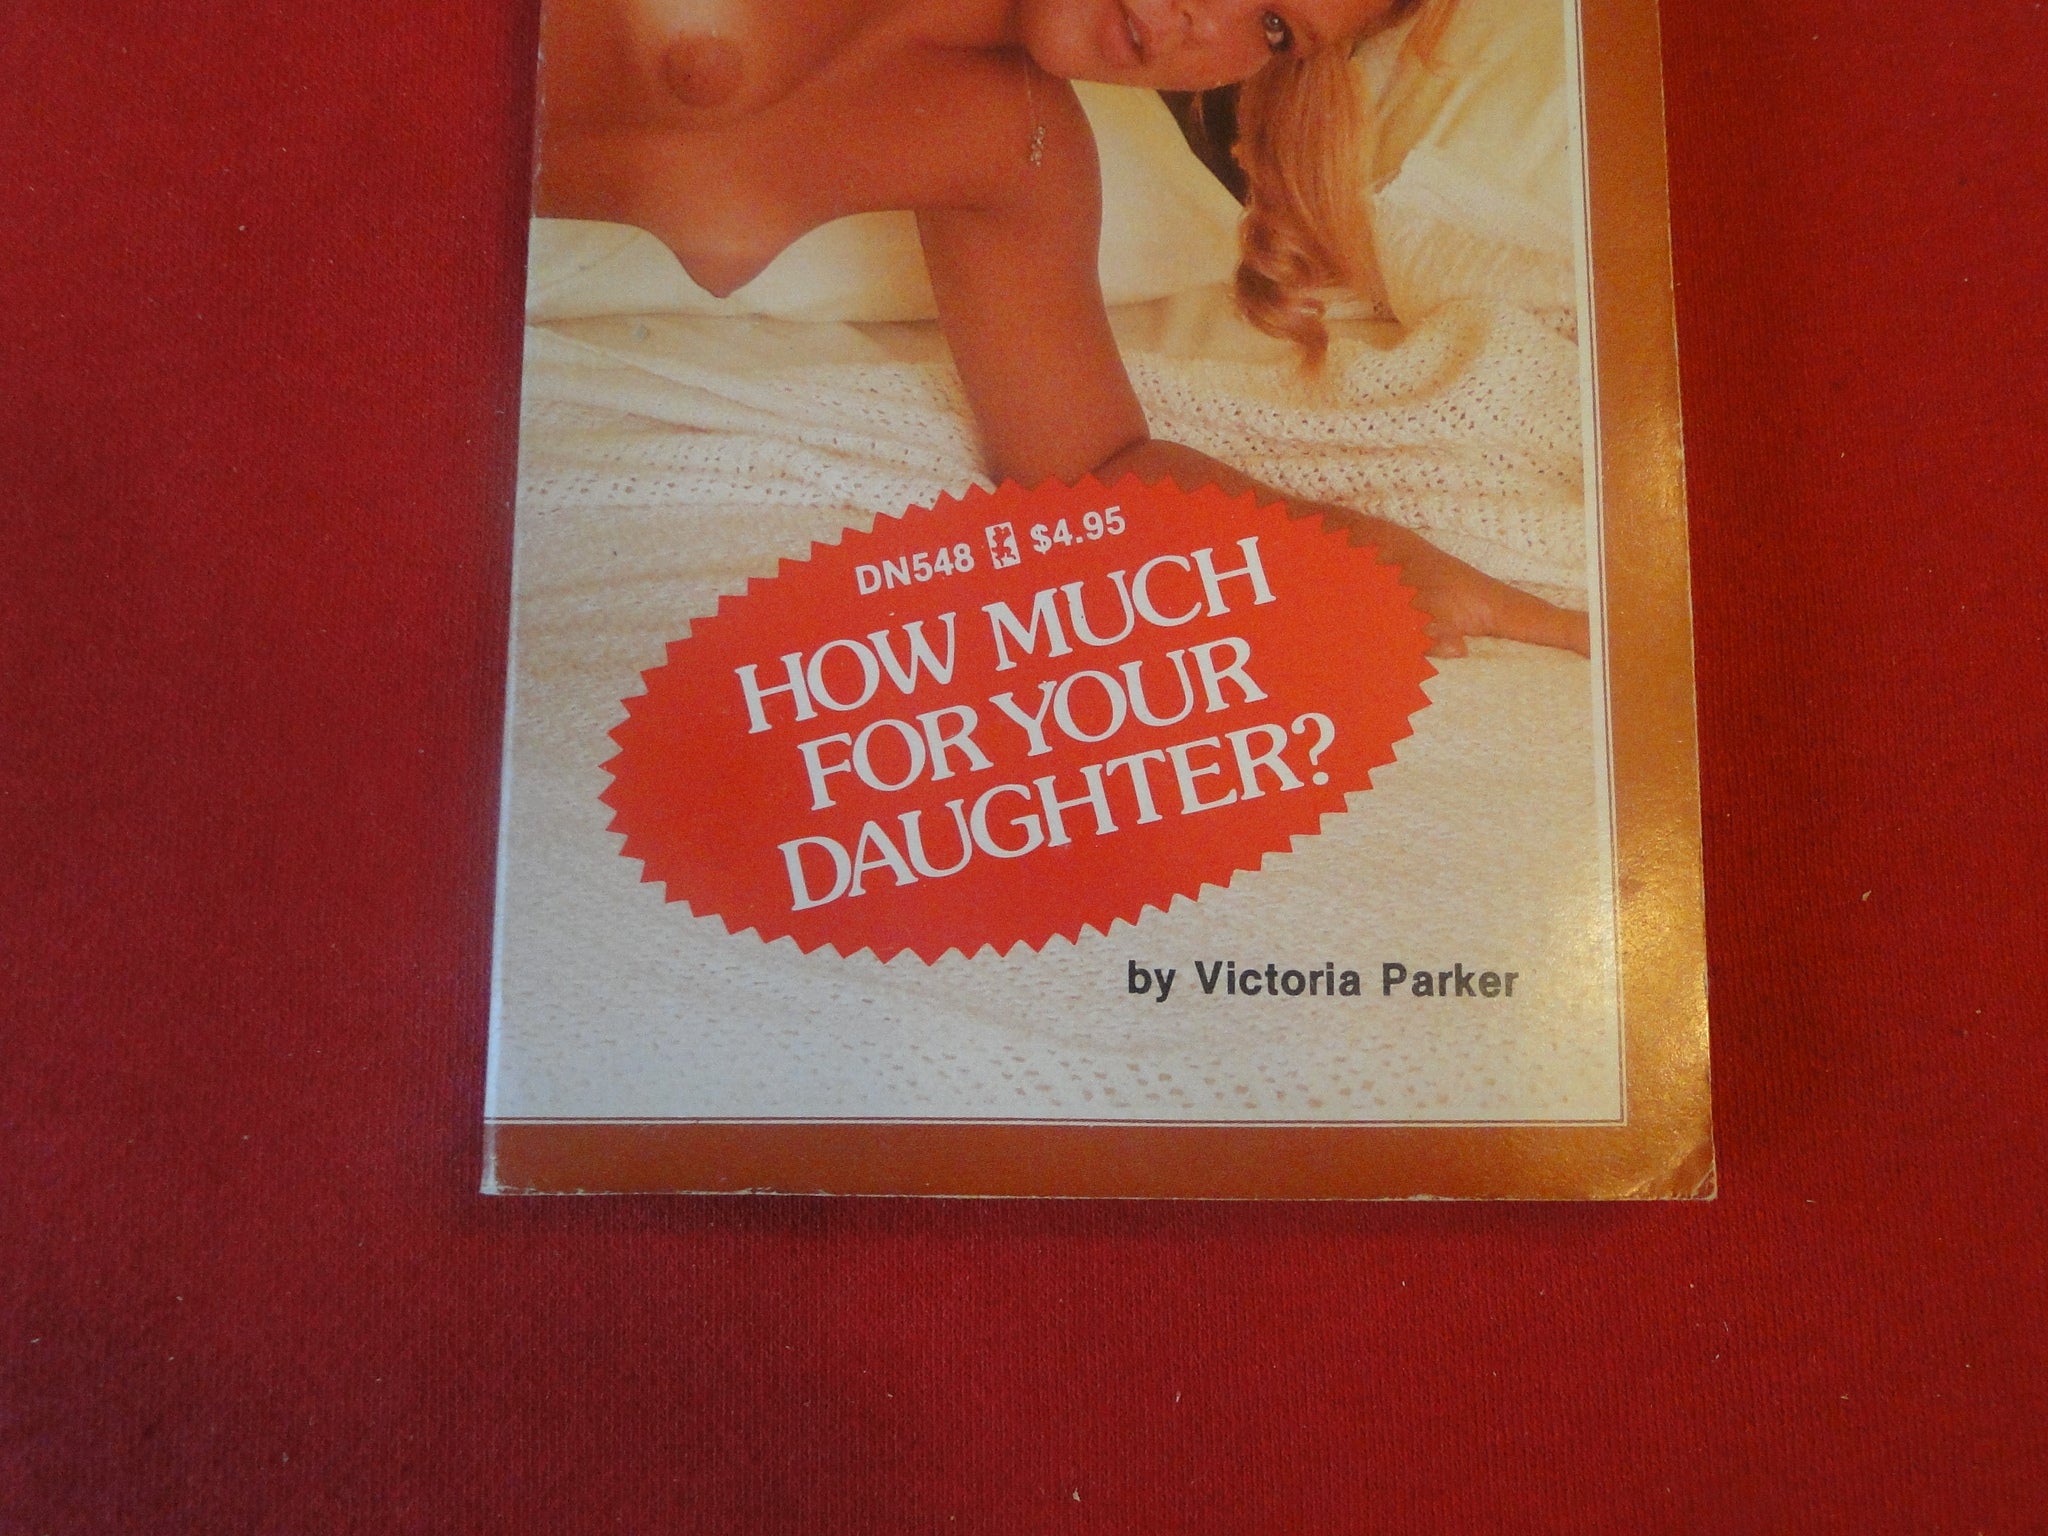 DN548 $4.95
HOW MUCH
FOR YOUR
DAUGHTER?
by Victoria Parker